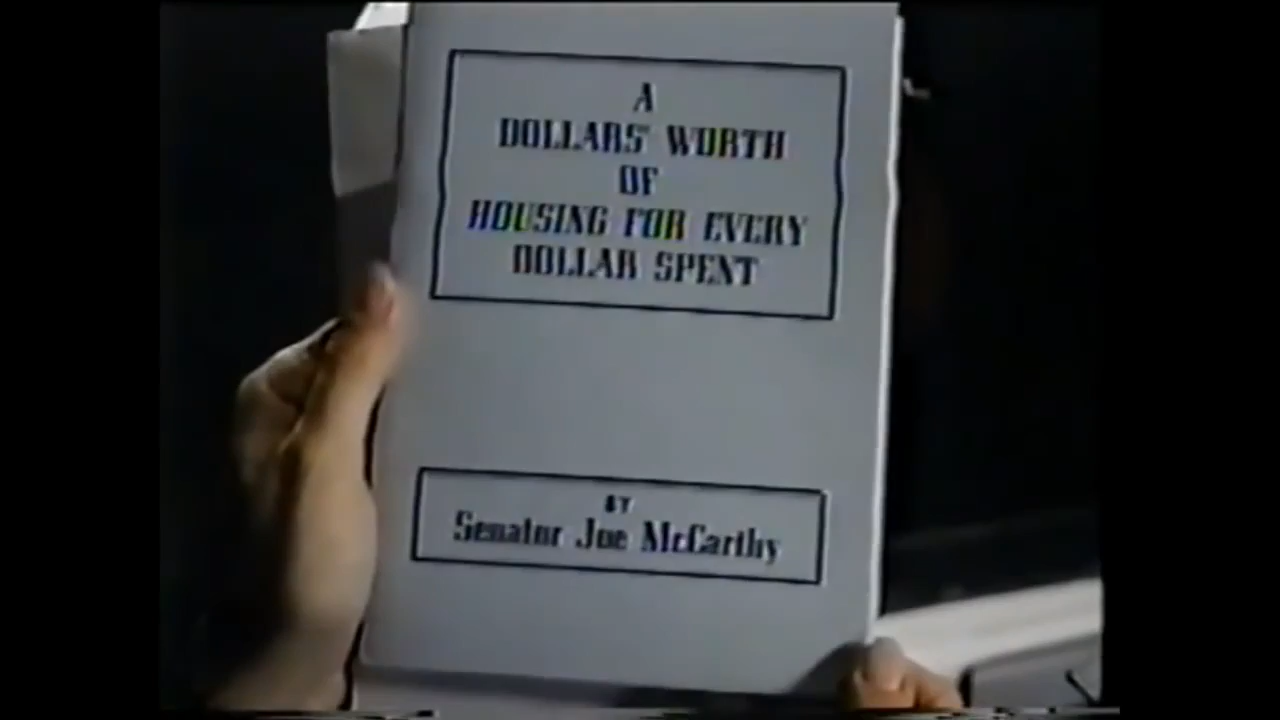 A
DOLLARS' WORTH
OF
HOUSING FOR EVERY
DOLLAR SPENT
BY
Senator Joe McCarthy